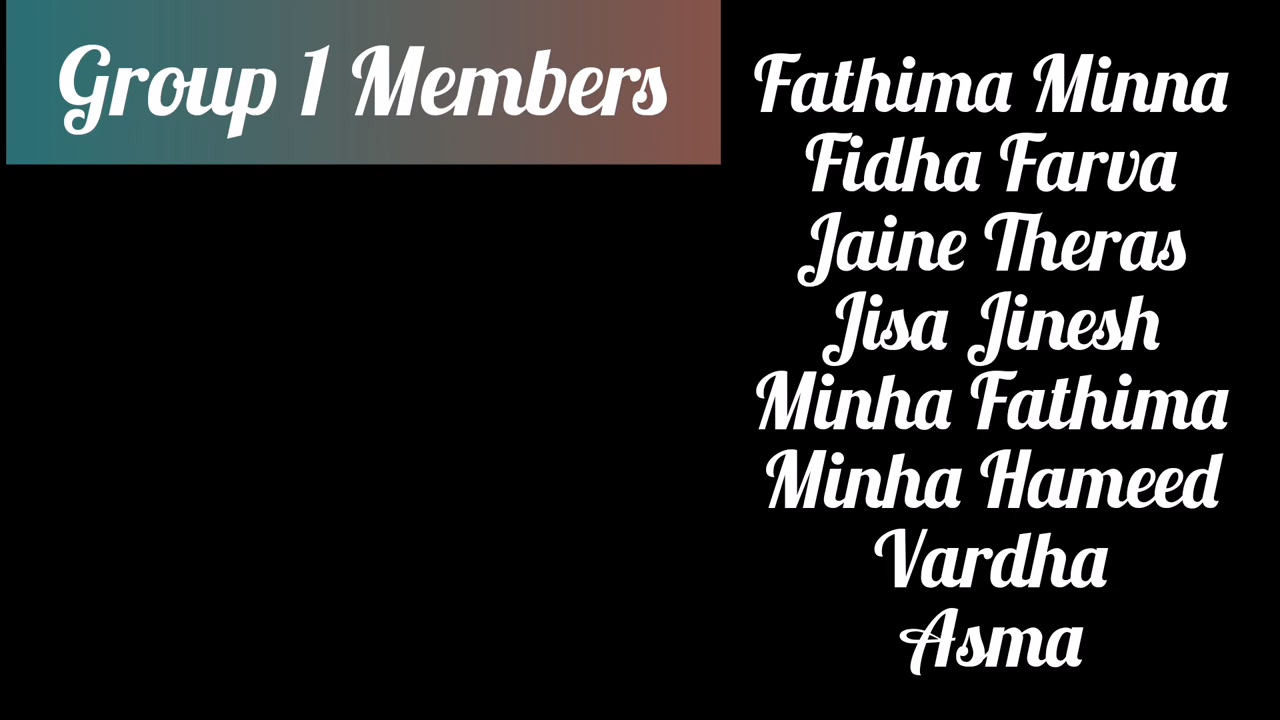 Group 1 Members
Fathima Minna
Fidha Farva
Jaine Theras
Jisa Jinesh
Minha Fathima
Minha Hameed
Vardha
Asma